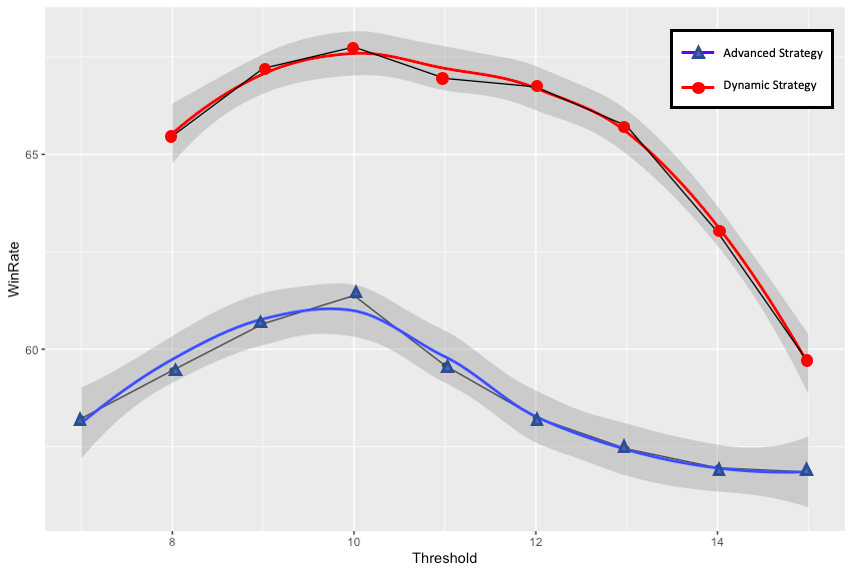 Advanced Strategy
Dynamic Strategy
65
60
WinRate
8 10 12 14
Threshold